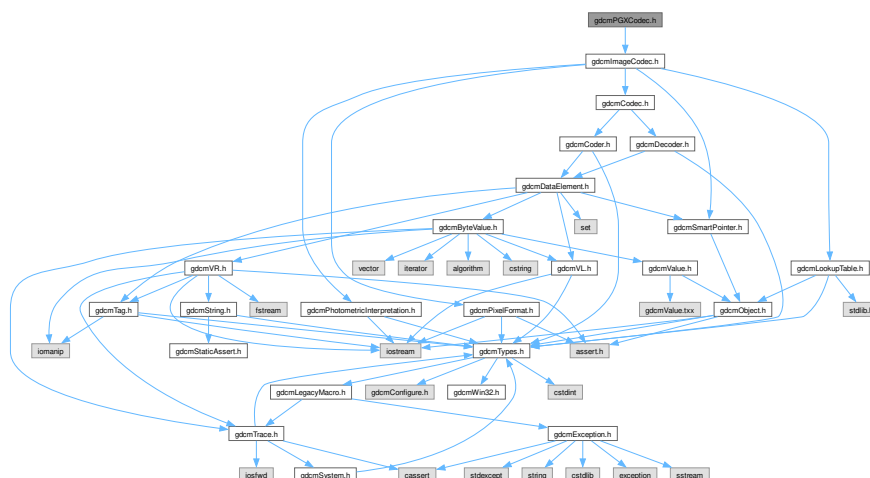 gdcmPGXCodec.h
gdcmImageCodec.h
gdcmCodec.h
gdcmCoder.h
gdcmDecoder.h
gdcmDataElement.h
gdcmByteValue.h
set
gdcmSmartPointer.h
gdcmVR.h
vector
iterator
algorithm
cstring
gdcmVL.h
gdcmValue.h
gdcmLookupTable.h
gdcmTag.h
gdcmString.h
fstream
gdcmPhotometricInterpretation.h
gdcmPixelFormat.h
gdcmValue.txx
gdcmObject.h
stdlib.h
iomanip
gdcmStaticAssert.h
iostream
gdcmTypes.h
assert.h
gdcmLegacyMacro.h
gdcmConfigure.h
gdcmWin32.h
cstdint
gdcmTrace.h
gdcmException.h
iosfwd
gdcmSystem.h
cassert
stdexcept
string
cstdlib
exception
sstream